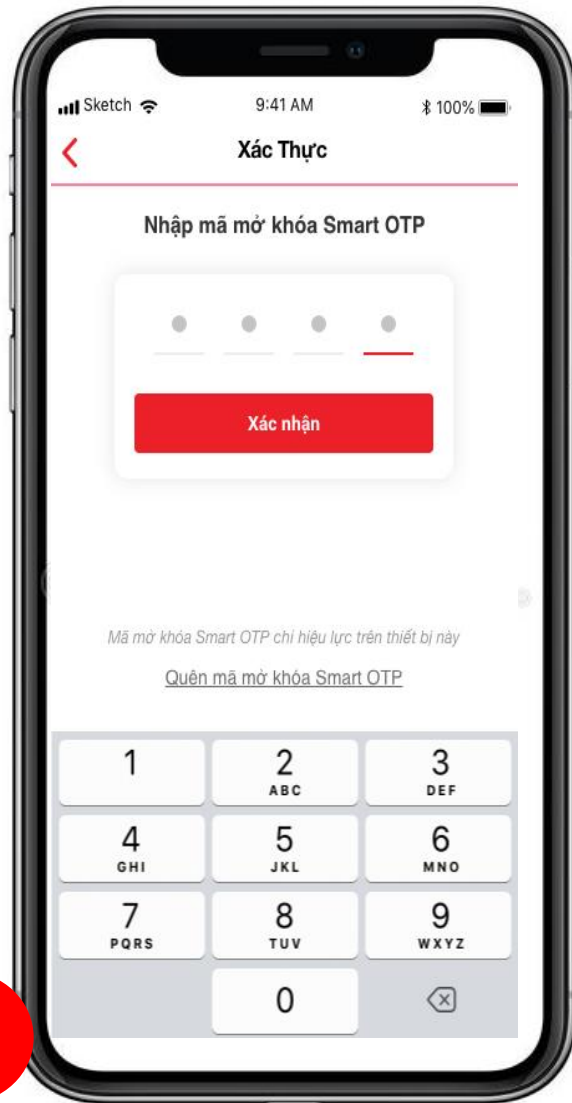 Sketch 9:41 AM 100%
Xác Thực
Nhập mã mở khóa Smart OTP
Xác nhận
Mã mở khóa Smart OTP chỉ hiệu lực trên thiết bị này
Quên mã mở khóa Smart OTP
1 2 3
ABC DEF
4 5 6
GHI JKL MNO
7 8 9
PQRS TUV WXYZ
0